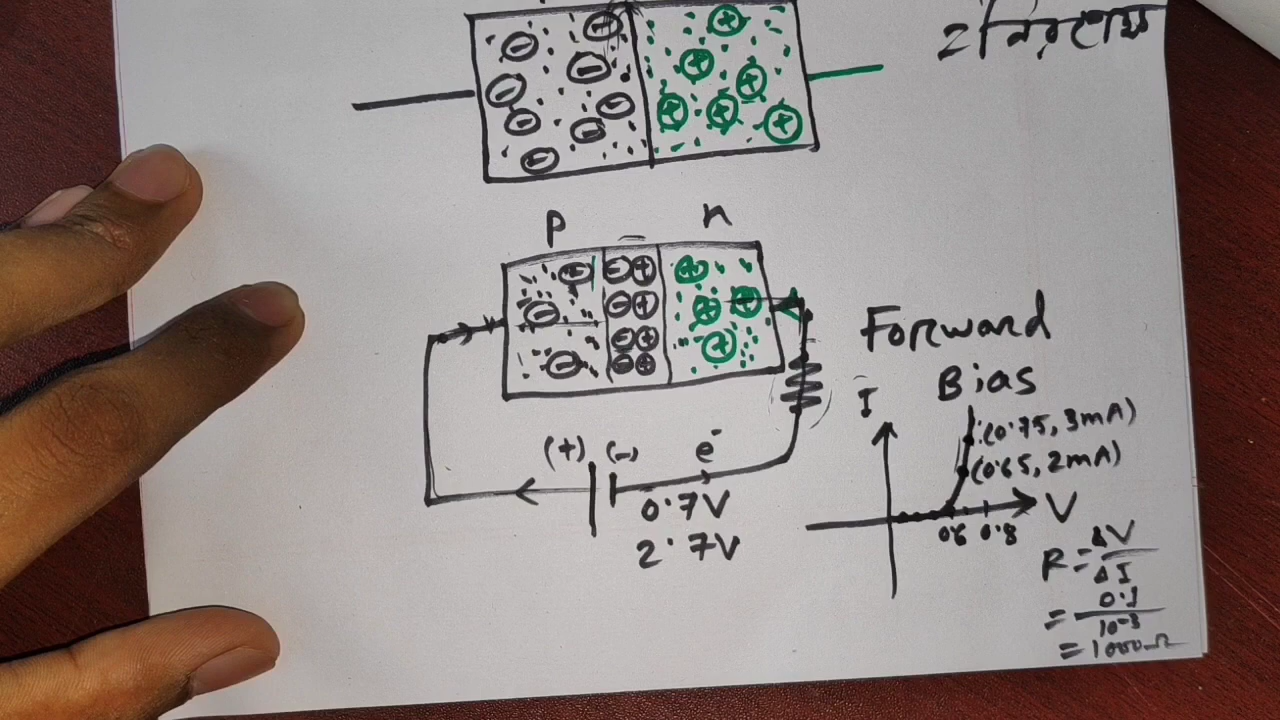 p n
Forward
Bias
I
(0.75, 3mA)
(0.65, 2mA)
V
0.6 0.8
(+) (-) e⁻
0.7V
2.7V
R = ΔV/ΔI
= 0.1/10⁻³
= 1000Ω